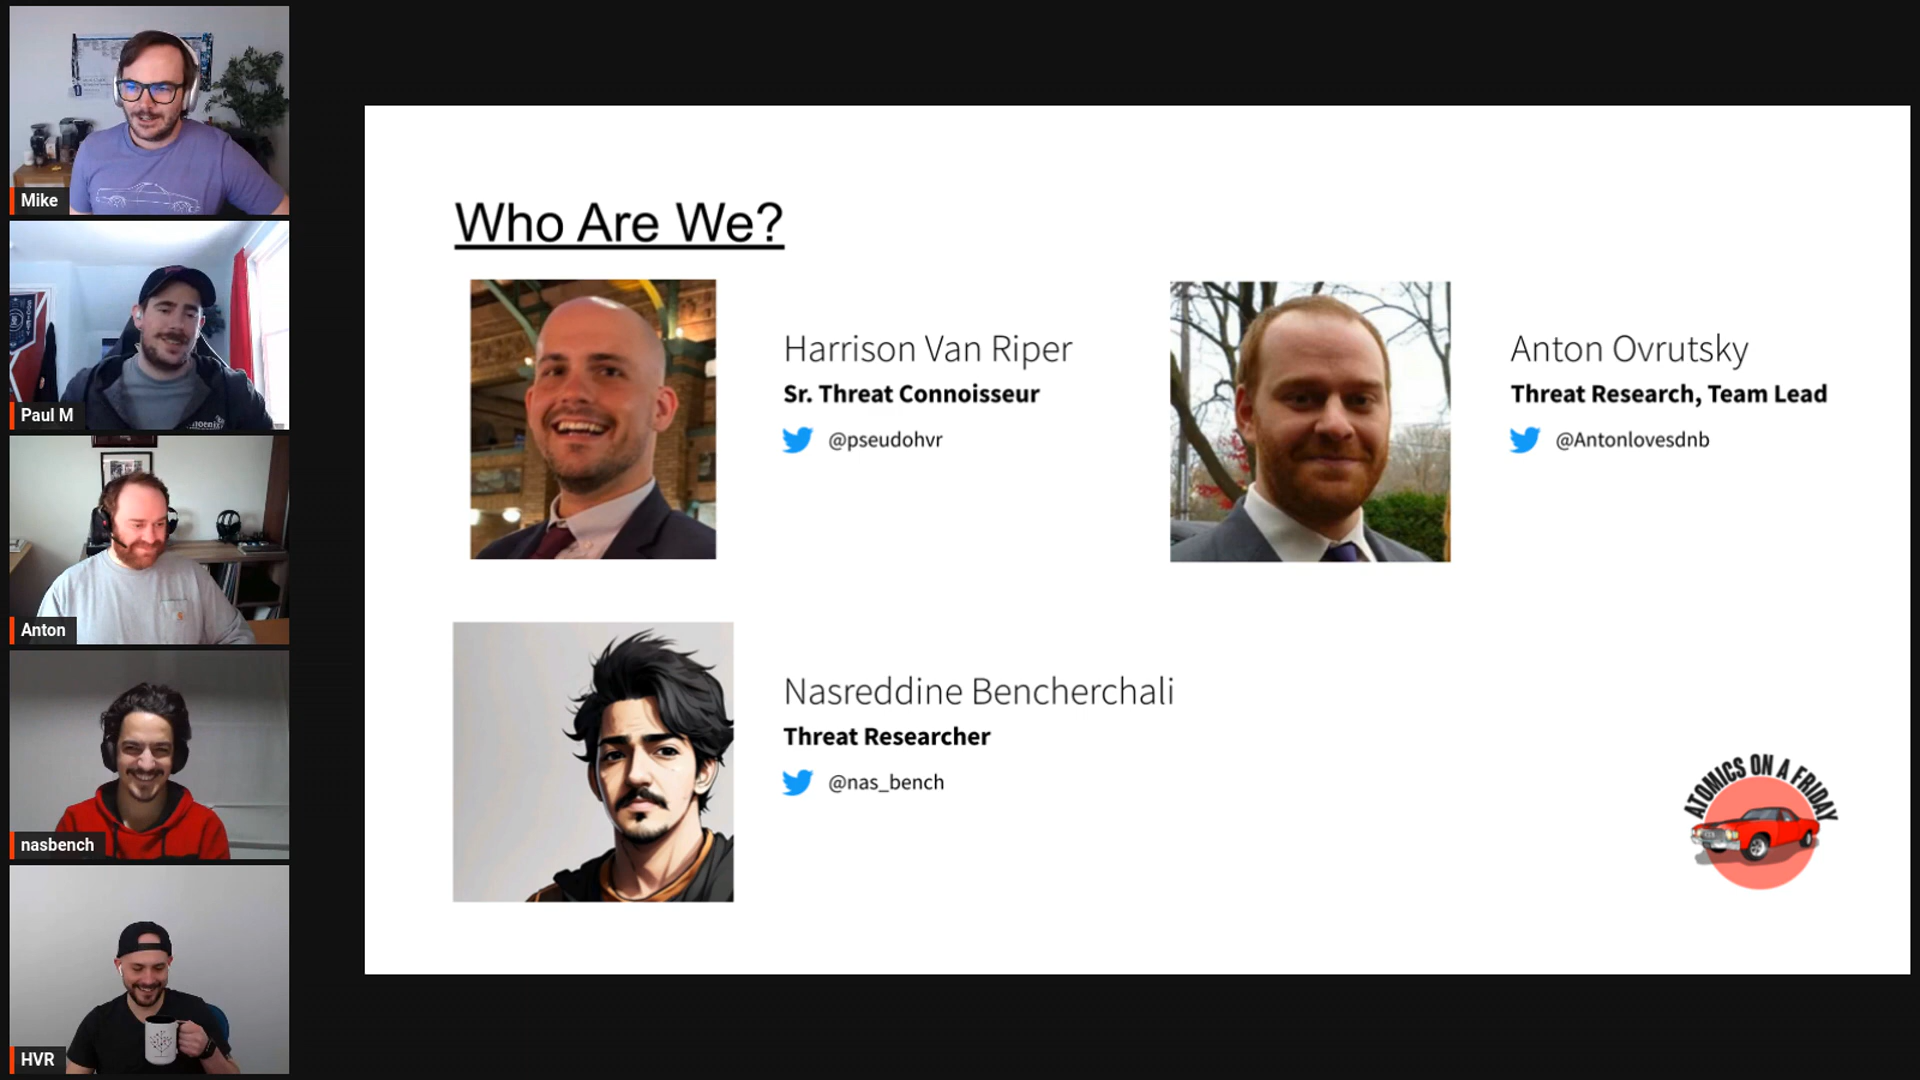 Mike
Paul M
Anton
nasbench
HVR
Who Are We?
Harrison Van Riper
Sr. Threat Connoisseur
@pseudohvr
Anton Ovrutsky
Threat Research, Team Lead
@Antonlovesdnb
Nasreddine Bencherchali
Threat Researcher
@nas_bench
ATOMICS ON A FRIDAY